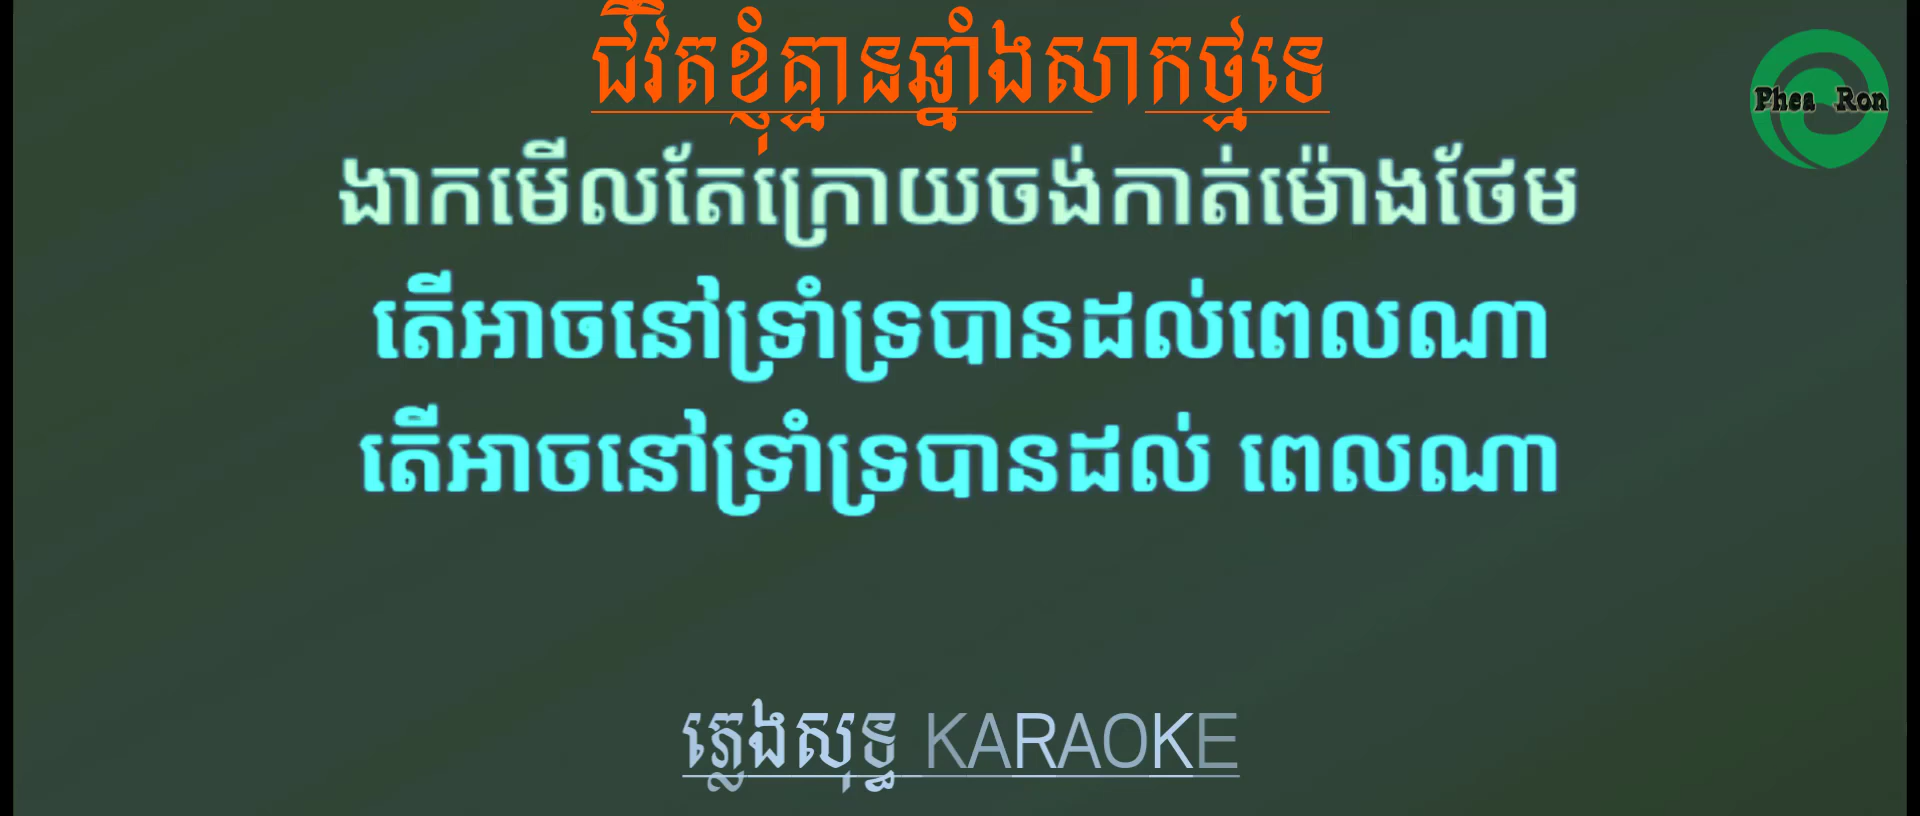 ជីវិតខ្ញុំគ្មានឆ្នាំងសាកថ្មទេ
Phea Ron
ងាកមើលតែក្រោយចង់កាត់ម៉ោងថែម
តើអាចនៅទ្រាំទ្របានដល់ពេលណា
តើអាចនៅទ្រាំទ្របានដល់ ពេលណា
ភ្លេងសុទ្ធ KARAOKE